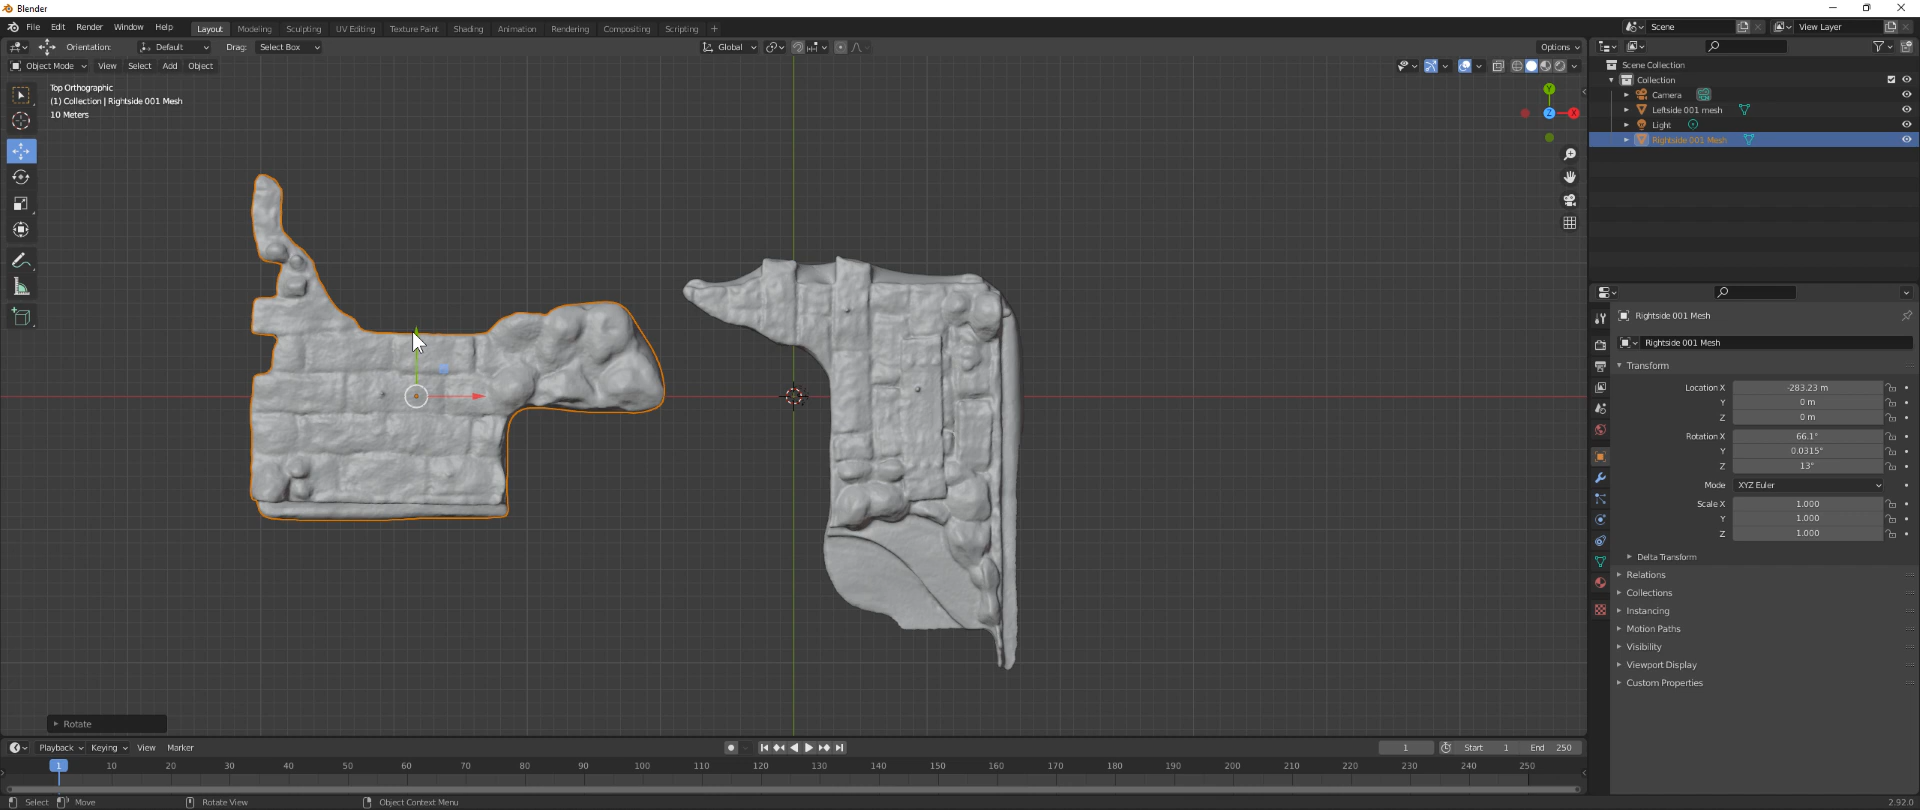 Blender
File Edit Render Window Help Layout Modeling Sculpting UV Editing Texture Paint Shading Animation Rendering Compositing Scripting + Scene View Layer
Orientation: Default Drag: Select Box Global Options
Object Mode View Select Add Object
Top Orthographic
(1) Collection | Rightside 001 Mesh
10 Meters
Y
Z
X
Scene Collection
Collection
Camera
Leftside 001 mesh
Light
Rightside 001 Mesh
Rightside 001 Mesh
Rightside 001 Mesh
Transform
Location X -283.23 m
Y 0 m
Z 0 m
Rotation X 66.1°
Y 0.0315°
Z 13°
Mode XYZ Euler
Scale X 1.000
Y 1.000
Z 1.000
Delta Transform
Relations
Collections
Instancing
Motion Paths
Visibility
Viewport Display
Custom Properties
Rotate
Playback Keying View Marker 1 Start 1 End 250
1 10 20 30 40 50 60 70 80 90 100 110 120 130 140 150 160 170 180 190 200 210 220 230 240 250
Select Move Rotate View Object Context Menu 2.92.0